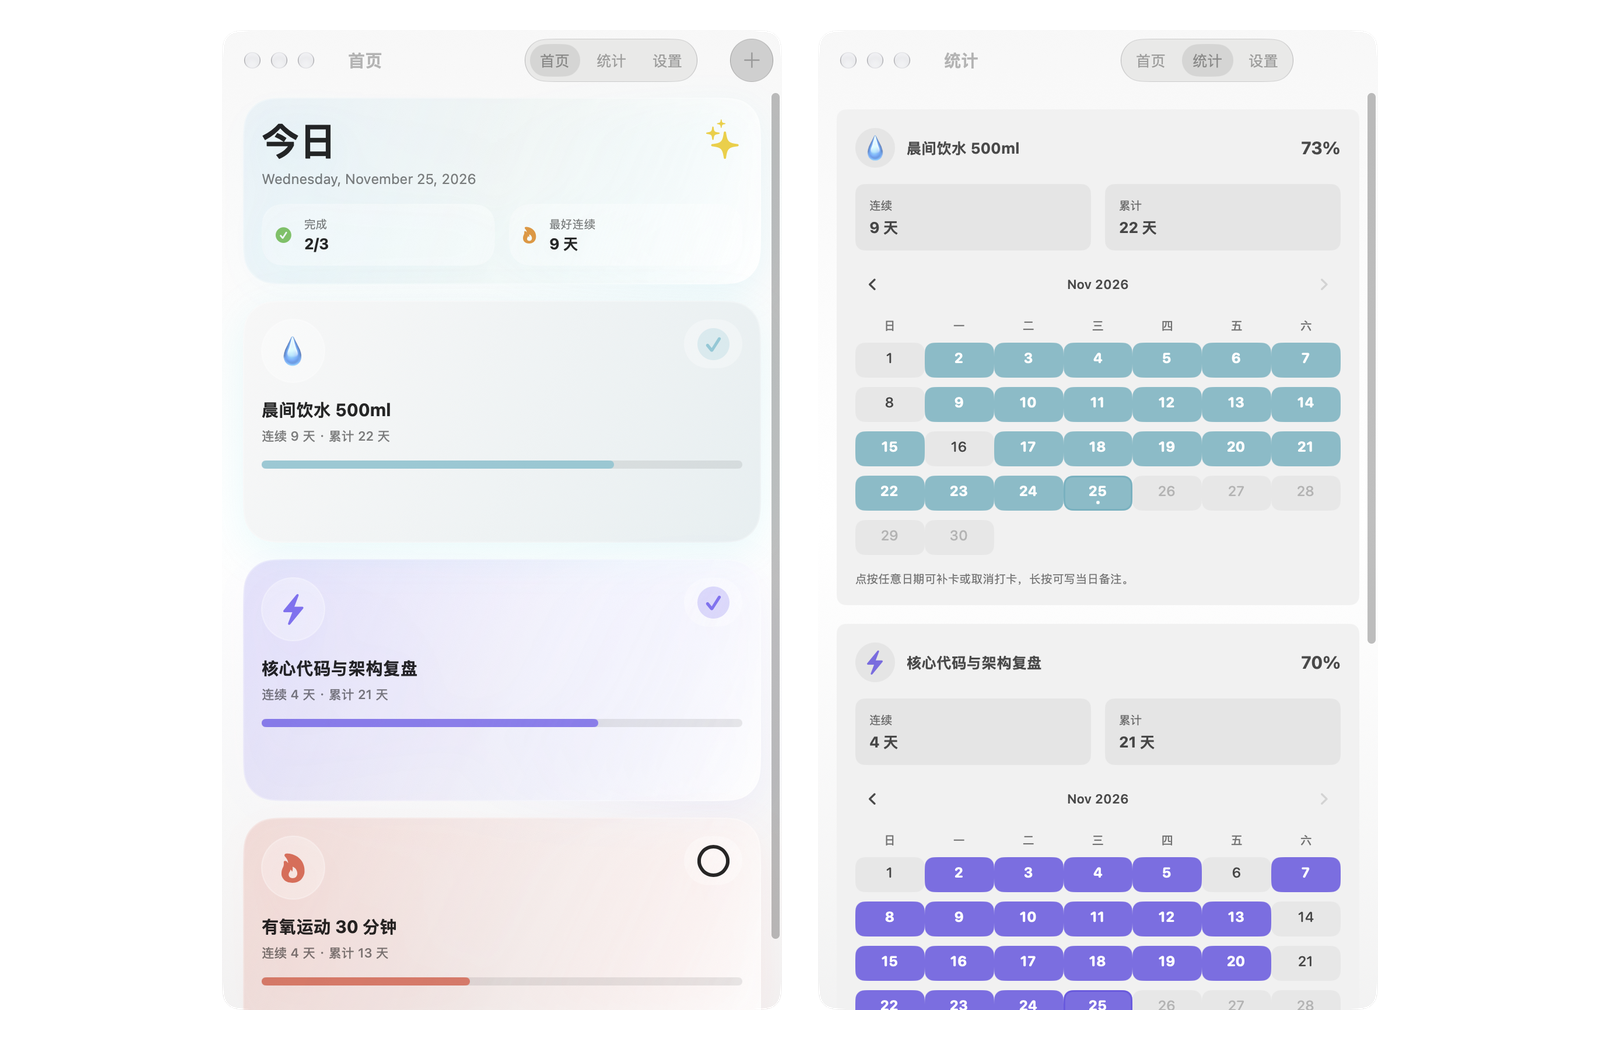 首页
首页 统计 设置
今日
Wednesday, November 25, 2026
完成
2/3
最好连续
9 天
晨间饮水 500ml
连续 9 天 · 累计 22 天
核心代码与架构复盘
连续 4 天 · 累计 21 天
有氧运动 30 分钟
连续 4 天 · 累计 13 天
统计
首页 统计 设置
晨间饮水 500ml 73%
连续
9 天
累计
22 天
Nov 2026
日 一 二 三 四 五 六
1 2 3 4 5 6 7
8 9 10 11 12 13 14
15 16 17 18 19 20 21
22 23 24 25 26 27 28
29 30
点按任意日期可补卡或取消打卡，长按可写当日备注。
核心代码与架构复盘 70%
连续
4 天
累计
21 天
Nov 2026
日 一 二 三 四 五 六
1 2 3 4 5 6 7
8 9 10 11 12 13 14
15 16 17 18 19 20 21
22 23 24 25 26 27 28